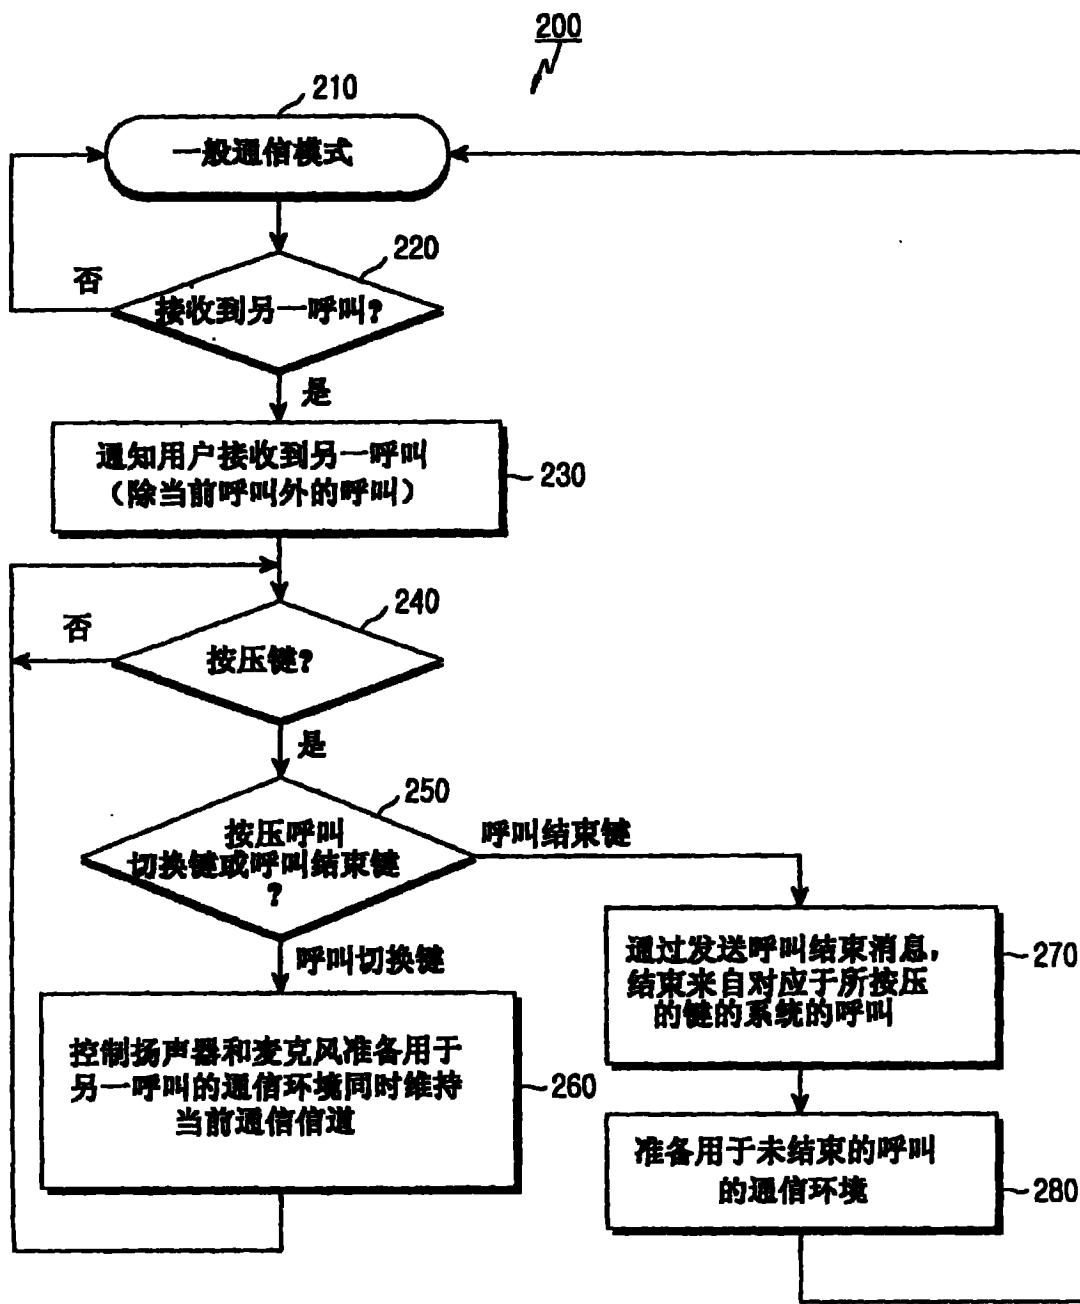 200
210
一般通信模式
220
否
接收到另一呼叫?
是
通知用户接收到另一呼叫
(除当前呼叫外的呼叫)
230
240
否
按压键?
是
250
按压呼叫
切换键或呼叫结束键
?
呼叫结束键
呼叫切换键
通过发送呼叫结束消息,
结束来自对应于所按压
的键的系统的呼叫
270
控制扬声器和麦克风准备用于
另一呼叫的通信环境同时维持
当前通信信道
260
准备用于未结束的呼叫
的通信环境
280